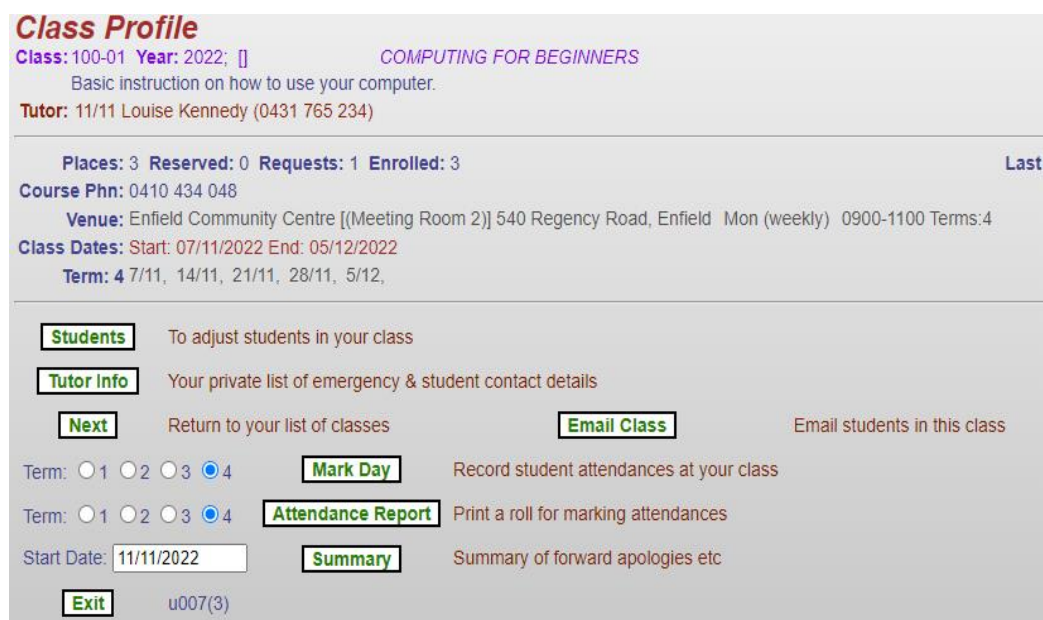 Class Profile
Class: 100-01 Year: 2022; [] COMPUTING FOR BEGINNERS
Basic instruction on how to use your computer.
Tutor: 11/11 Louise Kennedy (0431 765 234)
Places: 3 Reserved: 0 Requests: 1 Enrolled: 3 Last
Course Phn: 0410 434 048
Venue: Enfield Community Centre [(Meeting Room 2)] 540 Regency Road, Enfield Mon (weekly) 0900-1100 Terms:4
Class Dates: Start: 07/11/2022 End: 05/12/2022
Term: 4 7/11, 14/11, 21/11, 28/11, 5/12,
Students To adjust students in your class
Tutor Info Your private list of emergency & student contact details
Next Return to your list of classes Email Class Email students in this class
Term: 1 2 3 4 Mark Day Record student attendances at your class
Term: 1 2 3 4 Attendance Report Print a roll for marking attendances
Start Date: 11/11/2022 Summary Summary of forward apologies etc
Exit u007(3)